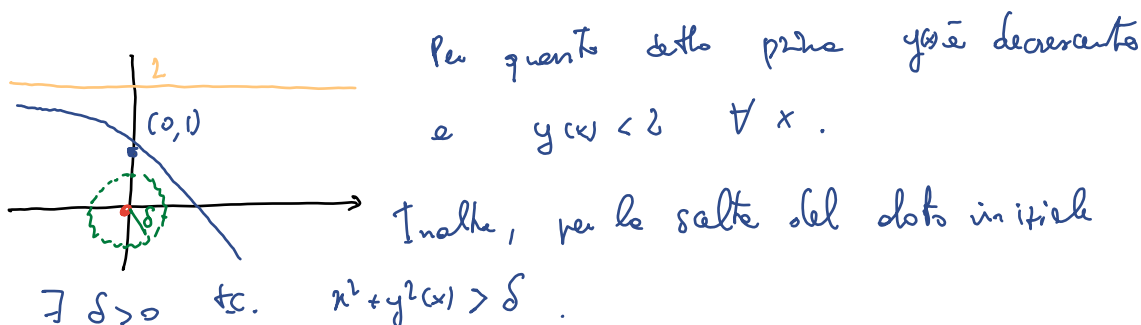 Per quanto detto prima y(x) è decrescente
e y(x) < 2 ∀ x.
2
(0,1)
δ
Inoltre, per la scelta del dato iniziale
∃ δ>0 t.c. x² + y²(x) > δ .